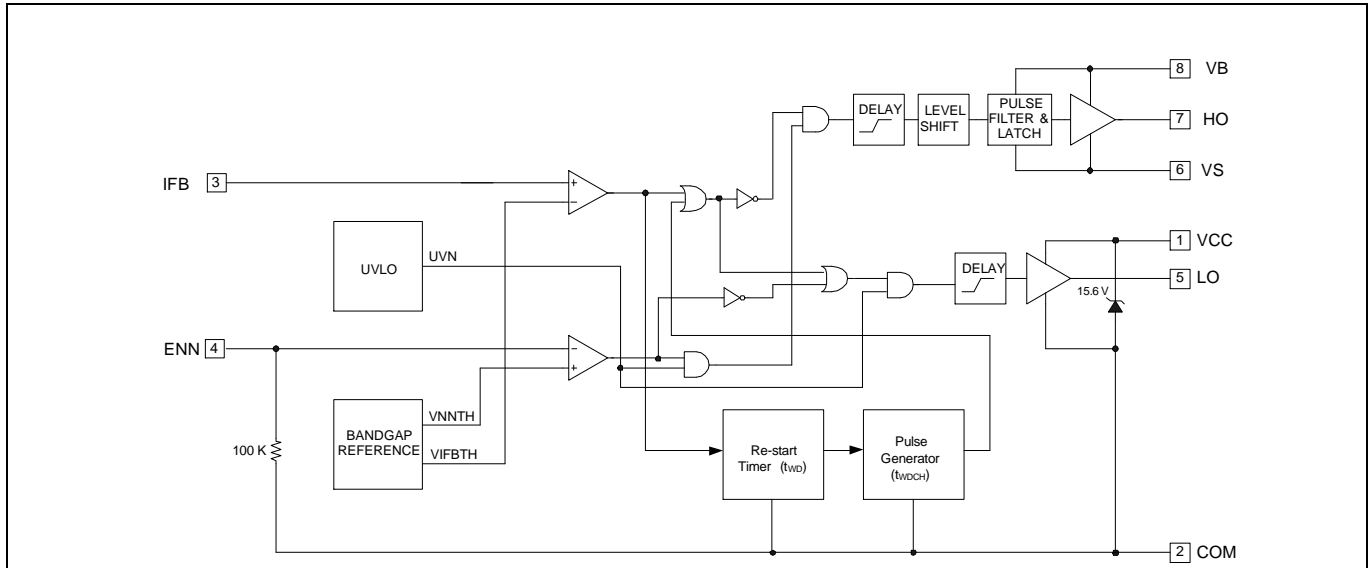 8 VB
DELAY
LEVEL
SHIFT
PULSE
FILTER &
LATCH
7 HO
6 VS
IFB 3
+
−
UVLO
UVN
1 VCC
DELAY
15.6 V
5 LO
ENN 4
−
+
100 K
BANDGAP
REFERENCE
VNNTH
VIFBTH
Re-start
Timer (tWD)
Pulse
Generator
(tWDCH)
2 COM